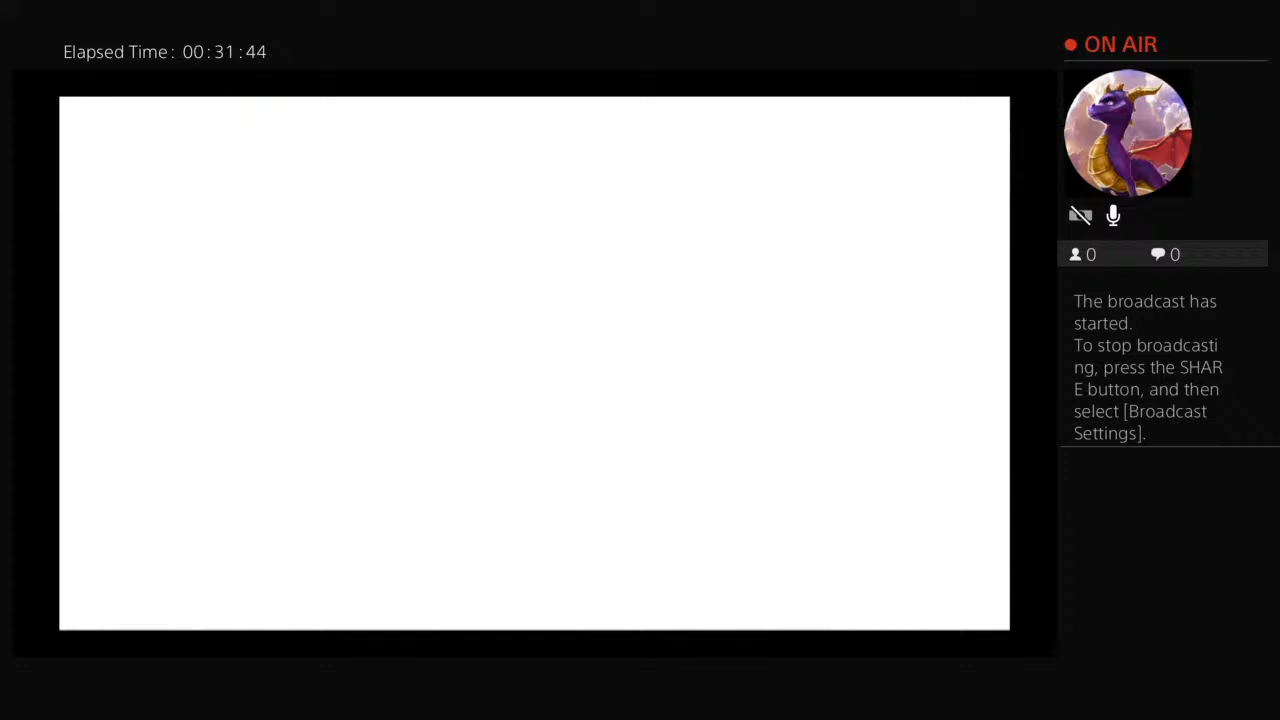 Elapsed Time: 00:31:44
ON AIR
0 0
The broadcast has
started.
To stop broadcasti
ng, press the SHAR
E button, and then
select [Broadcast
Settings].